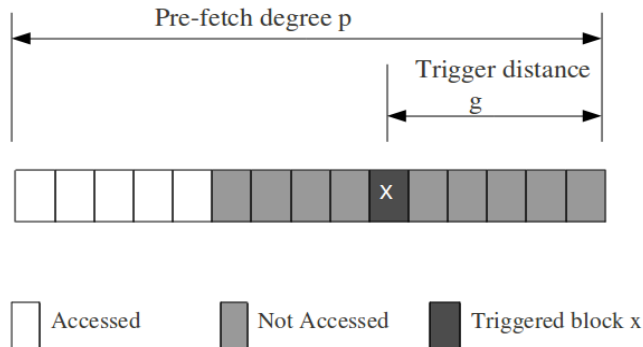 Pre-fetch degree p
Trigger distance
g
X
Accessed
Not Accessed
Triggered block x